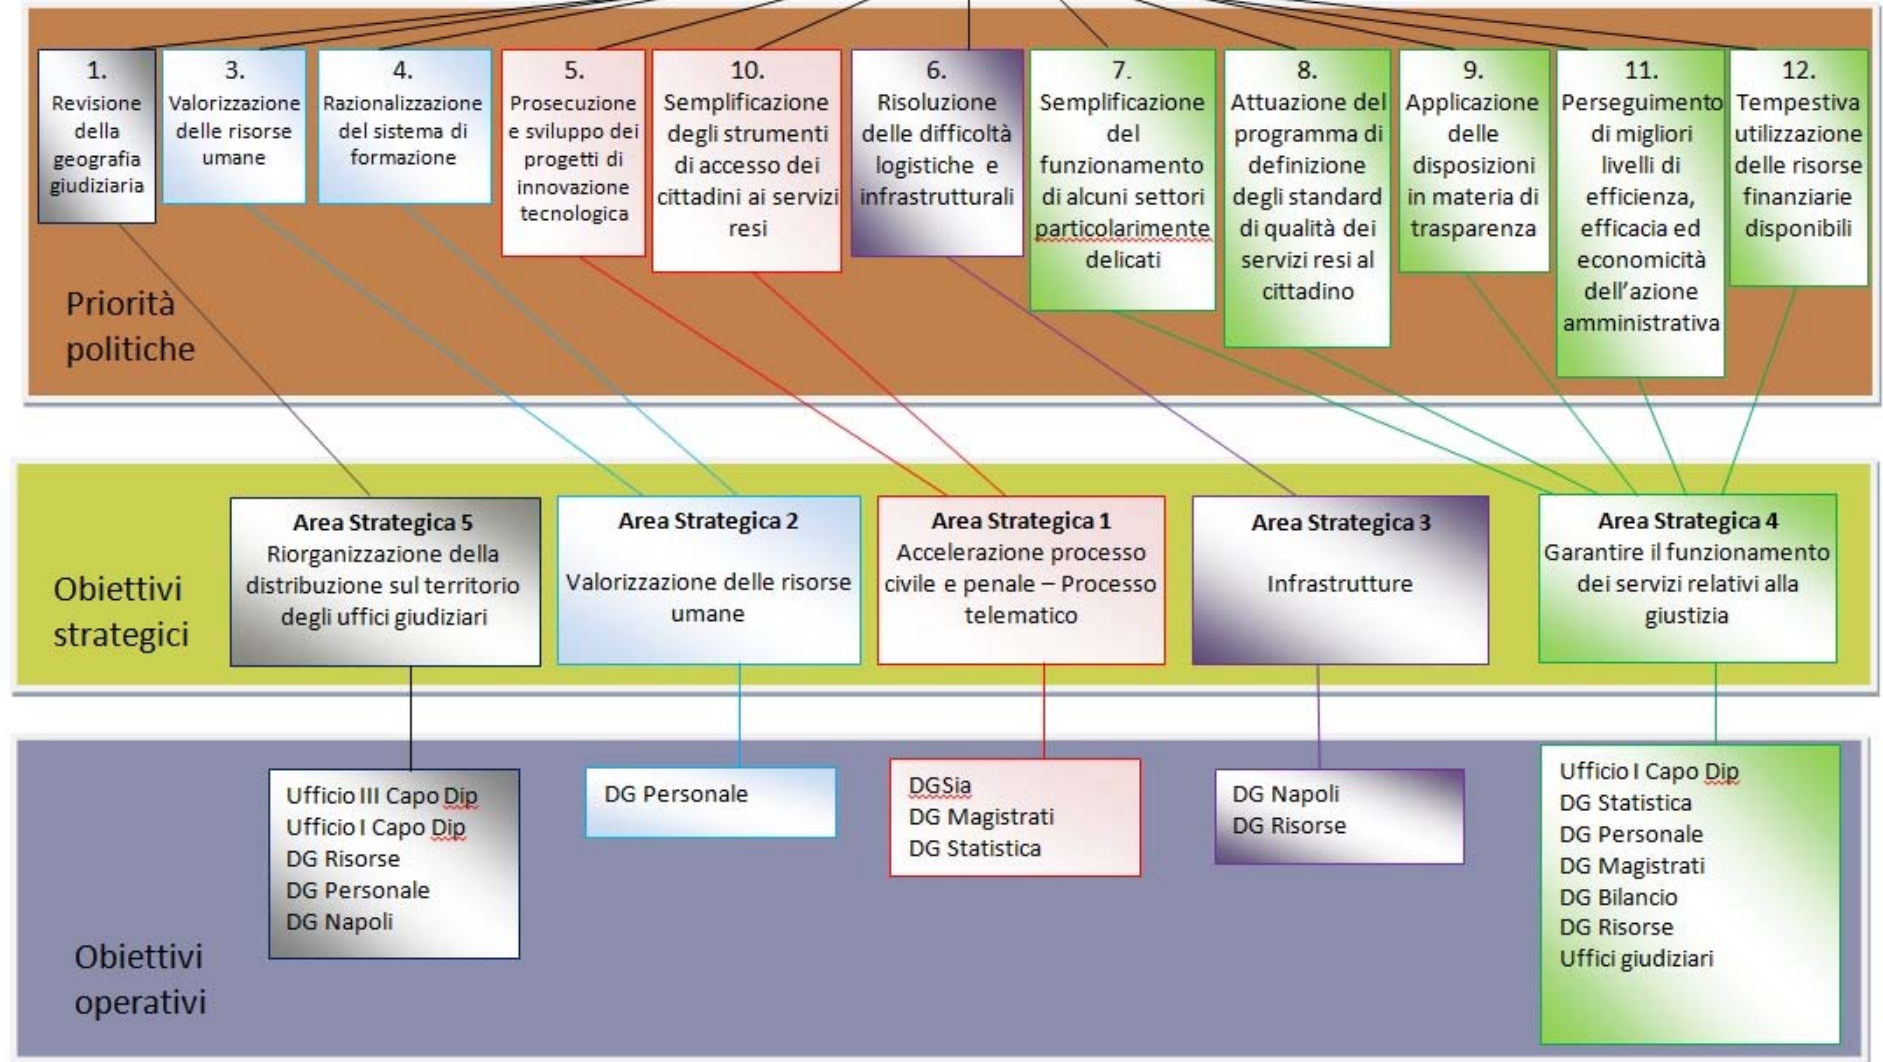 1.
Revisione
della
geografia
giudiziaria
3.
Valorizzazione
delle risorse
umane
4.
Razionalizzazione
del sistema di
formazione
5.
Prosecuzione
e sviluppo dei
progetti di
innovazione
tecnologica
10.
Semplificazione
degli strumenti
di accesso dei
cittadini ai servizi
resi
6.
Risoluzione
delle difficoltà
logistiche e
infrastrutturali
7.
Semplificazione
del
funzionamento
di alcuni settori
particolarimente
delicati
8.
Attuazione del
programma di
definizione
degli standard
di qualità dei
servizi resi al
cittadino
9.
Applicazione
delle
disposizioni
in materia di
trasparenza
11.
Perseguimento
di migliori
livelli di
efficienza,
efficacia ed
economicità
dell’azione
amministrativa
12.
Tempestiva
utilizzazione
delle risorse
finanziarie
disponibili
Priorità
politiche
Obiettivi
strategici
Area Strategica 5
Riorganizzazione della
distribuzione sul territorio
degli uffici giudiziari
Area Strategica 2
Valorizzazione delle risorse
umane
Area Strategica 1
Accelerazione processo
civile e penale – Processo
telematico
Area Strategica 3
Infrastrutture
Area Strategica 4
Garantire il funzionamento
dei servizi relativi alla
giustizia
Obiettivi
operativi
Ufficio III Capo Dip
Ufficio I Capo Dip
DG Risorse
DG Personale
DG Napoli
DG Personale
DGSia
DG Magistrati
DG Statistica
DG Napoli
DG Risorse
Ufficio I Capo Dip
DG Statistica
DG Personale
DG Magistrati
DG Bilancio
DG Risorse
Uffici giudiziari